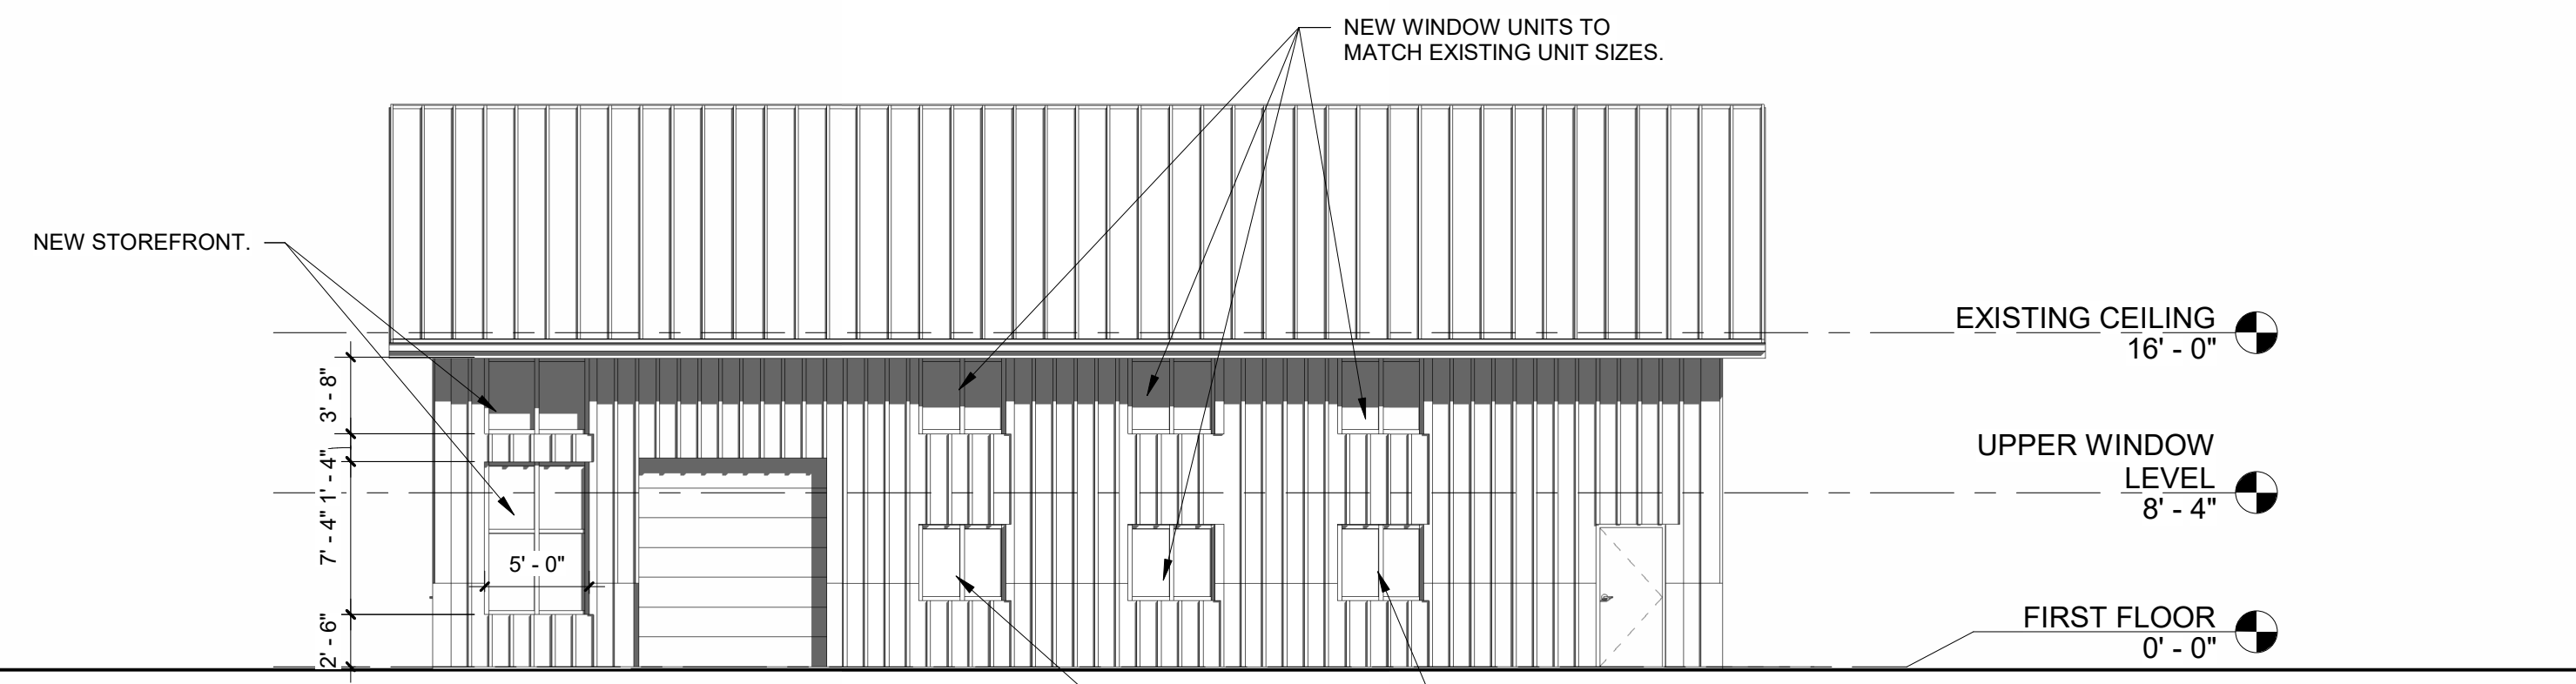 NEW WINDOW UNITS TO
MATCH EXISTING UNIT SIZES.
NEW STOREFRONT.
EXISTING CEILING
16' - 0"
3' - 8"
1' - 4"
UPPER WINDOW
LEVEL
8' - 4"
7' - 4"
5' - 0"
2' - 6"
FIRST FLOOR
0' - 0"